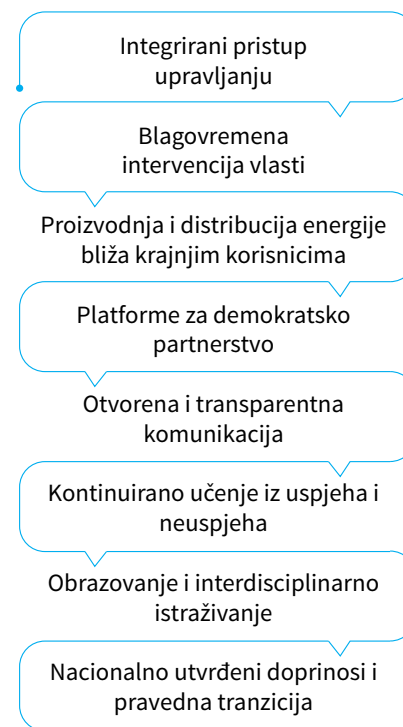 Integrirani pristup
upravljanju
Blagovremena
intervencija vlasti
Proizvodnja i distribucija energije
bliža krajnjim korisnicima
Platforme za demokratsko
partnerstvo
Otvorena i transparentna
komunikacija
Kontinuirano učenje iz uspjeha i
neuspjeha
Obrazovanje i interdisciplinarno
istraživanje
Nacionalno utvrđeni doprinosi i
pravedna tranzicija